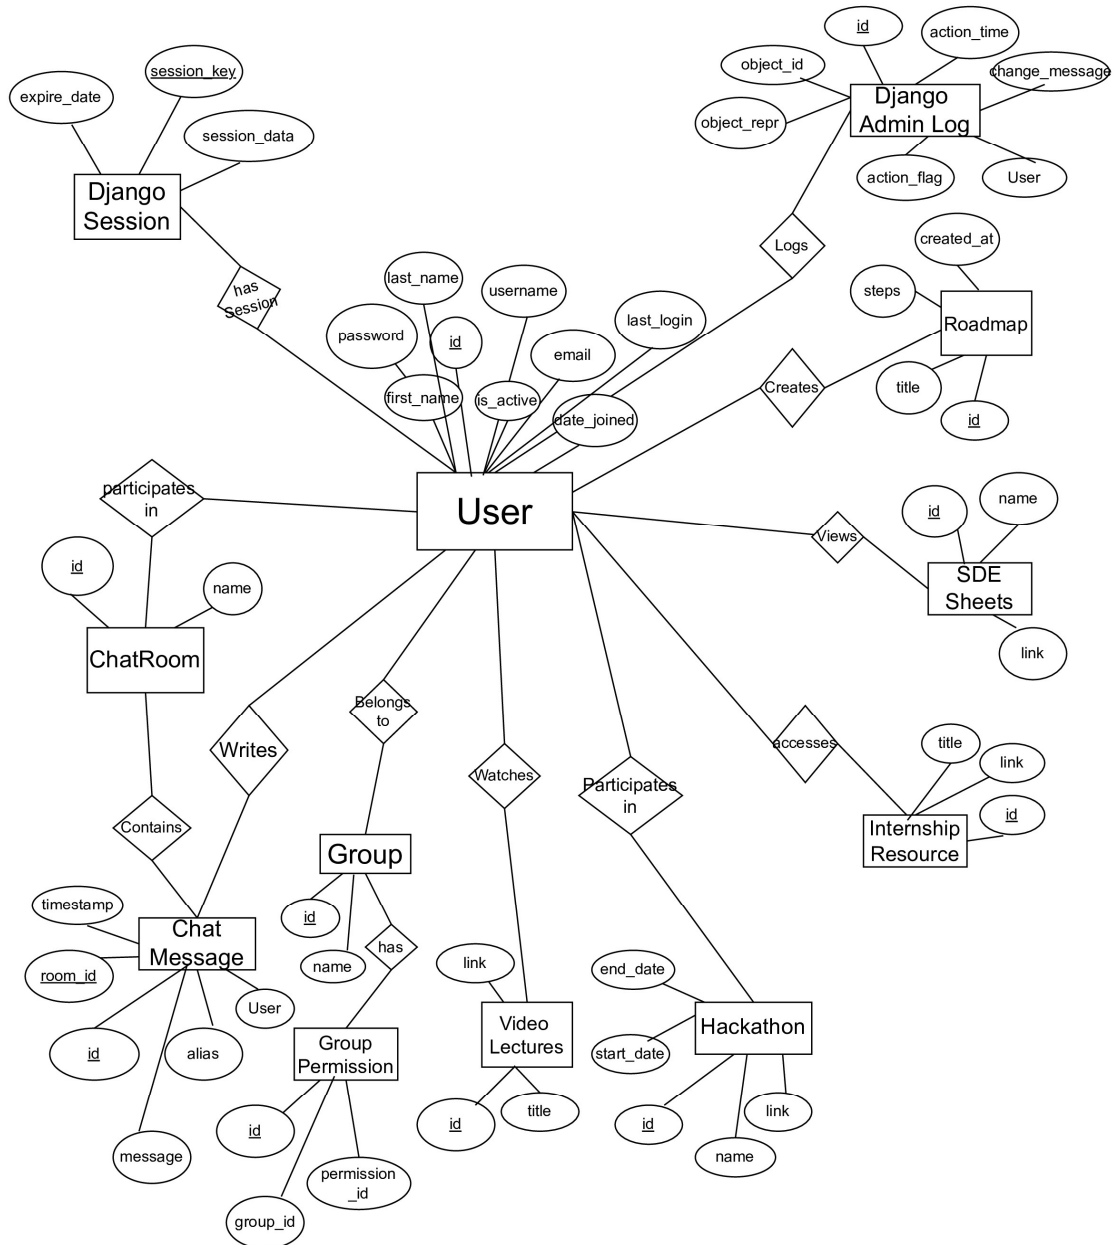 id
action_time
session_key
object_id
change_message
expire_date
Django
Admin Log
object_repr
session_data
action_flag
User
Django
Session
created_at
Logs
last_name
username
steps
has
Session
last_login
Roadmap
password
id
email
title
Creates
first_name
is_active
date_joined
id
participates
in
User
id
name
Views
id
name
SDE
Sheets
ChatRoom
link
Belongs
to
Writes
accesses
title
link
Watches
Participates
in
id
Contains
Internship
Resource
Group
timestamp
id
Chat
Message
has
name
link
end_date
room_id
User
Video
Lectures
Hackathon
id
alias
Group
Permission
start_date
id
id
title
id
link
message
permission
_id
name
group_id